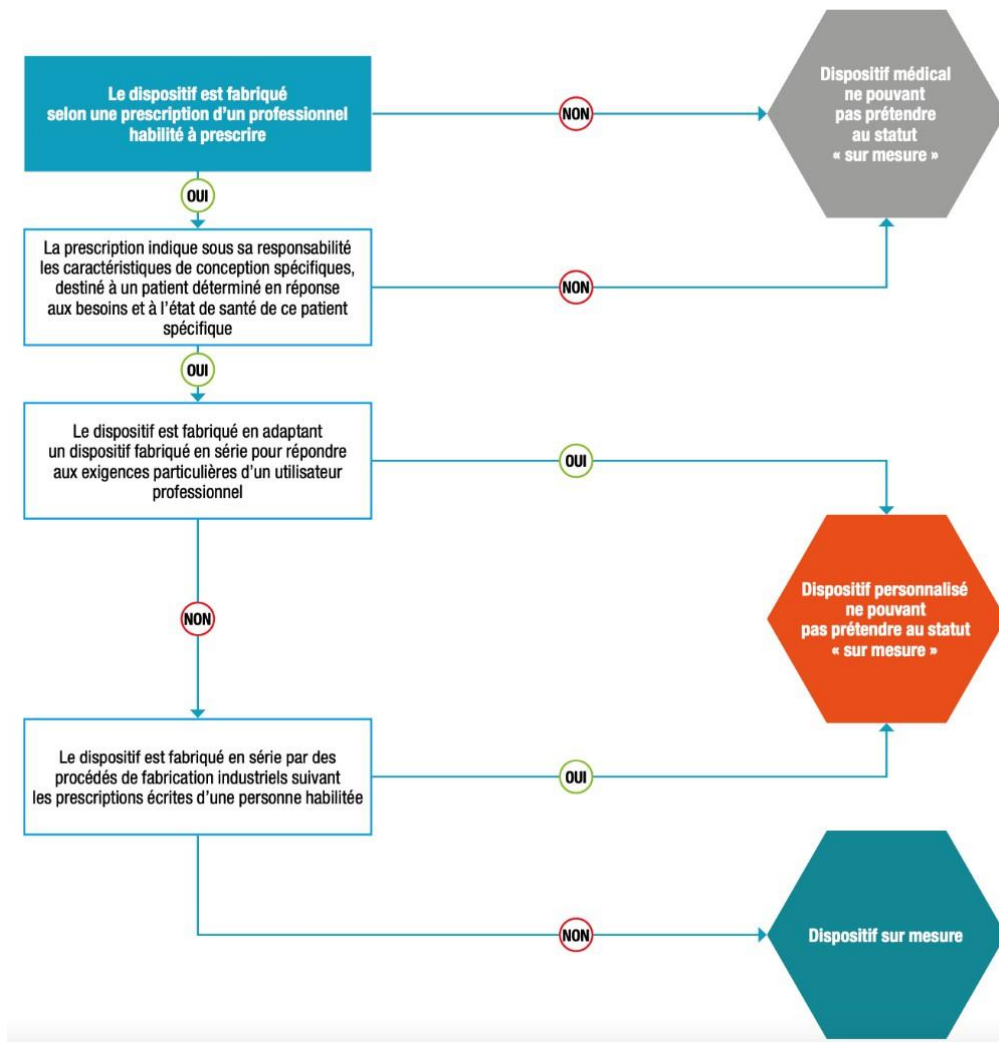 Le dispositif est fabriqué
selon une prescription d'un professionnel
habilité à prescrire
NON
Dispositif médical
ne pouvant
pas prétendre
au statut
« sur mesure »
OUI
La prescription indique sous sa responsabilité
les caractéristiques de conception spécifiques,
destiné à un patient déterminé en réponse
aux besoins et à l'état de santé de ce patient
spécifique
NON
OUI
Le dispositif est fabriqué en adaptant
un dispositif fabriqué en série pour répondre
aux exigences particulières d'un utilisateur
professionnel
OUI
Dispositif personnalisé
ne pouvant
pas prétendre au statut
« sur mesure »
NON
Le dispositif est fabriqué en série par des
procédés de fabrication industriels suivant
les prescriptions écrites d'une personne habilitée
OUI
NON
Dispositif sur mesure